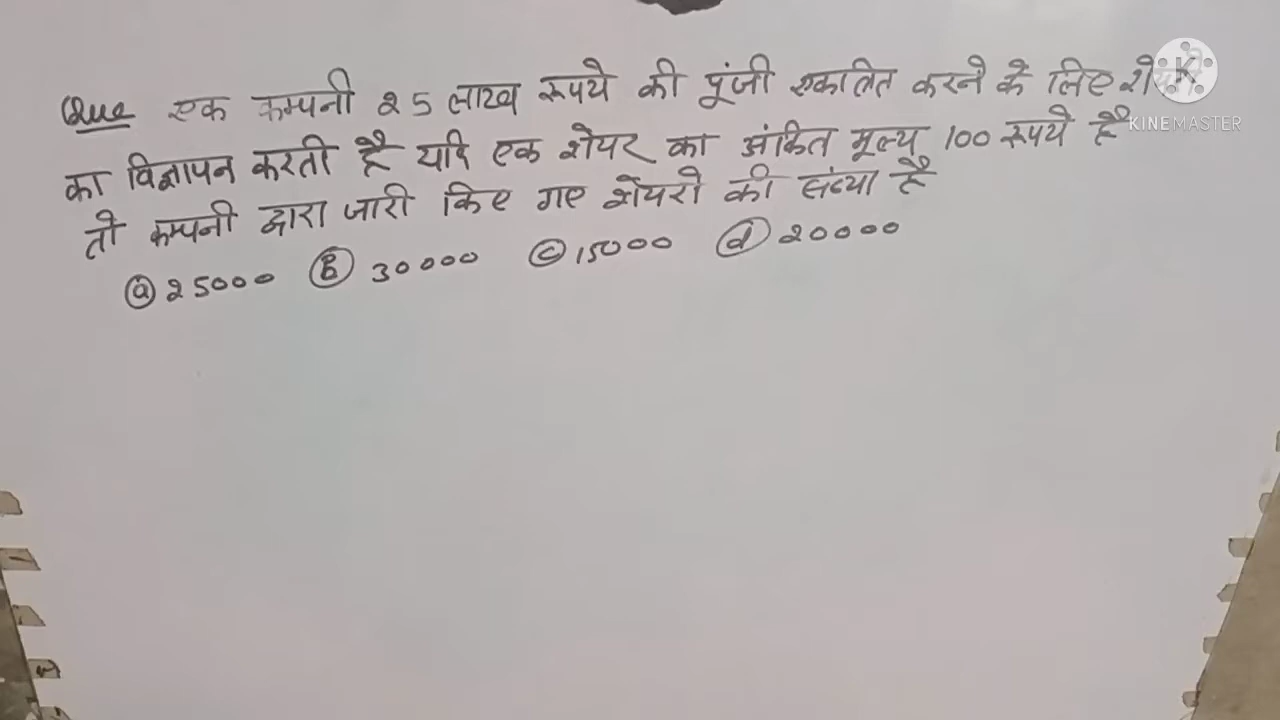 Que एक कम्पनी 25 लाख रूपये की पूंजी एकत्रित करने के लिए
का विज्ञापन करती है यदि एक शेयर का अंकित मूल्य 100 रूपये है
तो कम्पनी द्वारा जारी किए गए शेयरो की संख्या है
(a) 25000 (B) 30000 (c) 15000 (d) 20000
K
KINEMASTER